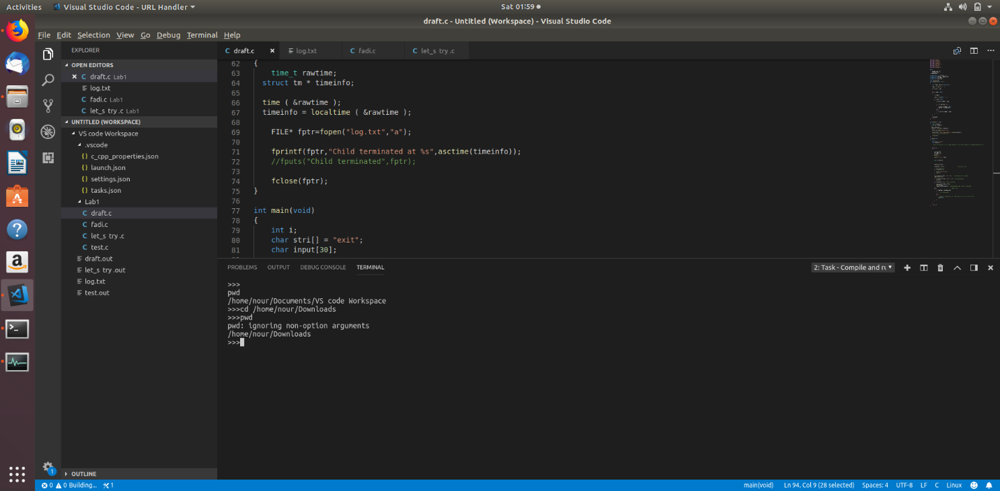 Activities Visual Studio Code - URL Handler Sat 01:59
draft.c - Untitled (Workspace) - Visual Studio Code
File Edit Selection View Go Debug Terminal Help
EXPLORER
OPEN EDITORS
draft.c Lab1
log.txt
fadi.c Lab1
let_s try .c Lab1
UNTITLED (WORKSPACE)
VS code Workspace
.vscode
{} c_cpp_properties.json
{} launch.json
{} settings.json
{} tasks.json
Lab1
C draft.c
C fadi.c
C let_s try .c
C test.c
draft.out
let_s try .out
log.txt
test.out
OUTLINE
C draft.c log.txt C fadi.c C let_s try .c
62 {
63 time_t rawtime;
64 struct tm * timeinfo;
65
66 time ( &rawtime );
67 timeinfo = localtime ( &rawtime );
68
69 FILE* fptr=fopen("log.txt","a");
70
71 fprintf(fptr,"Child terminated at %s",asctime(timeinfo));
72 //fputs("Child terminated",fptr);
73
74 fclose(fptr);
75 }
76
77 int main(void)
78 {
79 int i;
80 char stri[] = "exit";
81 char input[30];
PROBLEMS OUTPUT DEBUG CONSOLE TERMINAL 2: Task - Compile and ru
>>>
pwd
/home/nour/Documents/VS code Workspace
>>>cd /home/nour/Downloads
>>>pwd
pwd: ignoring non-option arguments
/home/nour/Downloads
>>>
1
0 0 Building... 1 main(void) Ln 94, Col 9 (28 selected) Spaces: 4 UTF-8 LF C Linux